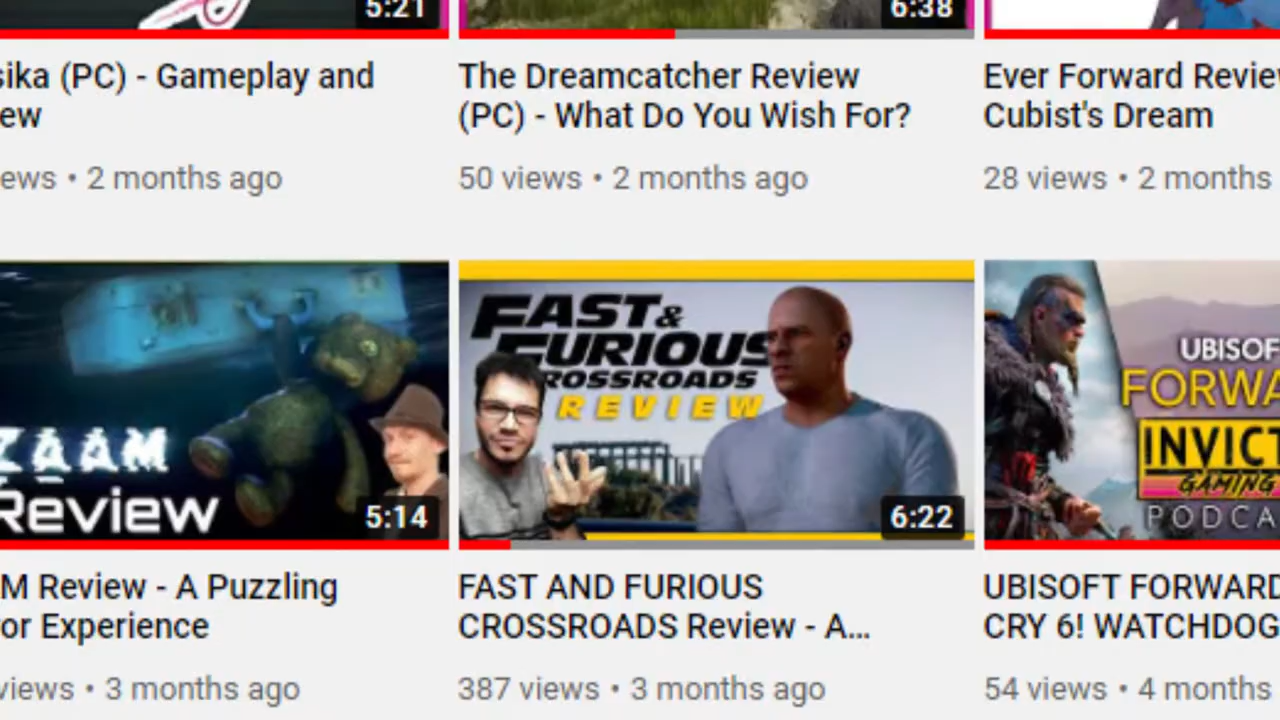 5:21
6:38
sika (PC) - Gameplay and
ew
The Dreamcatcher Review
(PC) - What Do You Wish For?
Ever Forward Review
Cubist's Dream
ews • 2 months ago
50 views • 2 months ago
28 views • 2 months
ZAAM
Review
5:14
FAST &
FURIOUS
CROSSROADS
REVIEW
6:22
UBISOF
FORWA
INVICT
GAMING
PODCA
M Review - A Puzzling
or Experience
FAST AND FURIOUS
CROSSROADS Review - A...
UBISOFT FORWARD
CRY 6! WATCHDOG
views • 3 months ago
387 views • 3 months ago
54 views • 4 months